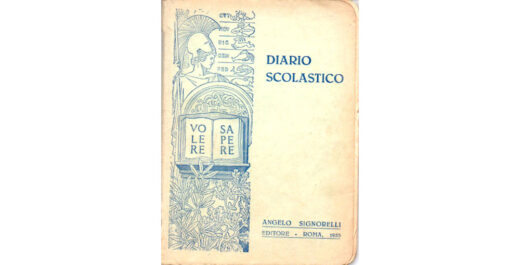 DIARIO
SCOLASTICO
VO
LE
RE
SA
PE
RE
ANGELO SIGNORELLI
EDITORE - ROMA,